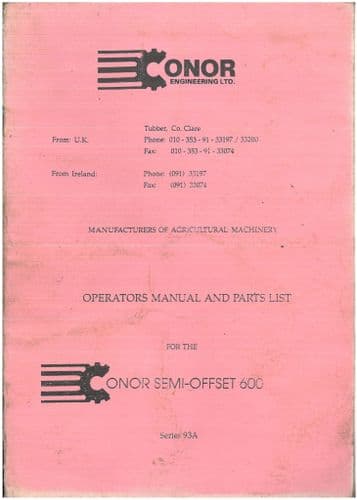 CONOR
ENGINEERING LTD.
Tubber, Co. Clare
From: U.K. Phone: 010 - 353 - 91 - 33197 / 33200
Fax: 010 - 353 - 91 - 33074
From Ireland: Phone: (091) 33197
Fax: (091) 33074
MANUFACTURERS OF AGRICULTURAL MACHINERY
OPERATORS MANUAL AND PARTS LIST
FOR THE
CONOR SEMI-OFFSET 600
Series 93A